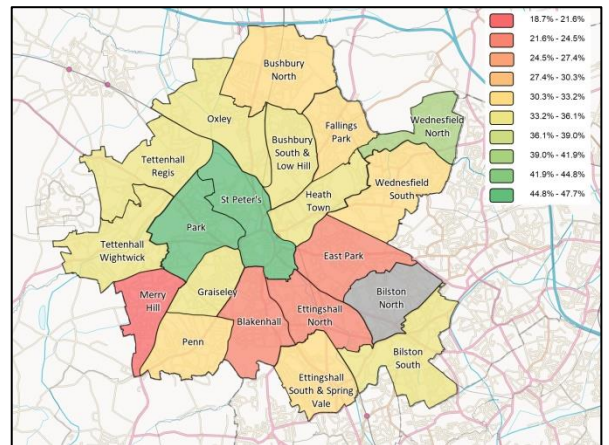 18.7% - 21.6%
21.6% - 24.5%
24.5% - 27.4%
27.4% - 30.3%
30.3% - 33.2%
33.2% - 36.1%
36.1% - 39.0%
39.0% - 41.9%
41.9% - 44.8%
44.8% - 47.7%
Bushbury
North
Oxley
Bushbury
South &
Low Hill
Fallings
Park
Wednesfield
North
Tettenhall
Regis
St Peter's
Heath
Town
Wednesfield
South
Park
Tettenhall
Wightwick
East Park
Merry
Hill
Graiseley
Bilston
North
Blakenhall
Ettingshall
North
Penn
Bilston
South
Ettingshall
South & Spring
Vale